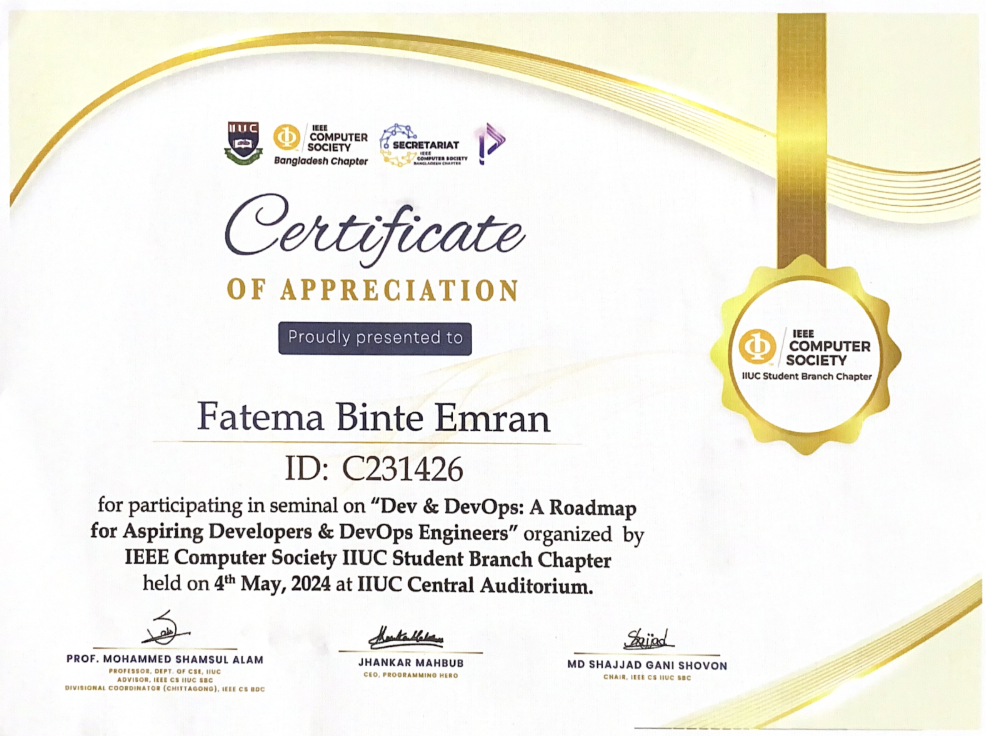 IIUC
IEEE
COMPUTER
SOCIETY
Bangladesh Chapter
SECRETARIAT
IEEE
COMPUTER SOCIETY
BANGLADESH CHAPTER
Certificate
OF APPRECIATION
Proudly presented to
IEEE
COMPUTER
SOCIETY
IIUC Student Branch Chapter
Fatema Binte Emran
ID: C231426
for participating in seminal on “Dev & DevOps: A Roadmap
for Aspiring Developers & DevOps Engineers” organized by
IEEE Computer Society IIUC Student Branch Chapter
held on 4th May, 2024 at IIUC Central Auditorium.
PROF. MOHAMMED SHAMSUL ALAM
PROFESSOR, DEPT. OF CSE, IIUC
ADVISOR, IEEE CS IIUC SBC
DIVISIONAL COORDINATOR (CHITTAGONG), IEEE CS BDC
JHANKAR MAHBUB
CEO, PROGRAMMING HERO
Shajjad
MD SHAJJAD GANI SHOVON
CHAIR, IEEE CS IIUC SBC